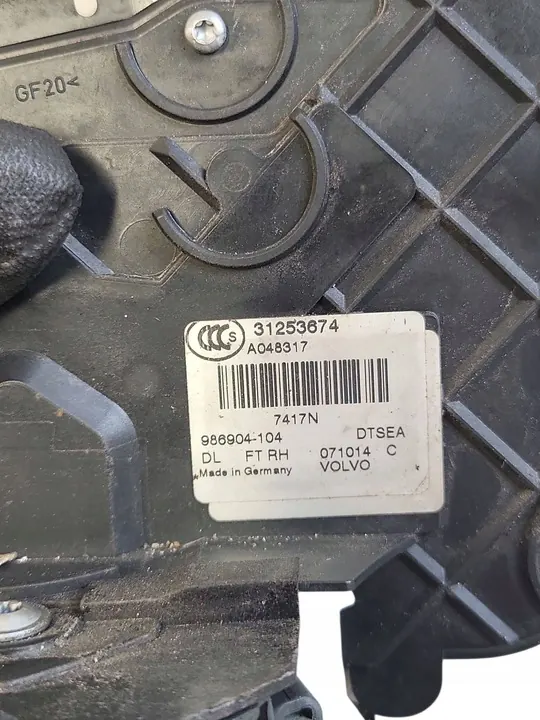 GF20<
CCC S 31253674
A048317
7417N
986904-104 DTSEA
DL FT RH 071014 C
Made in Germany VOLVO